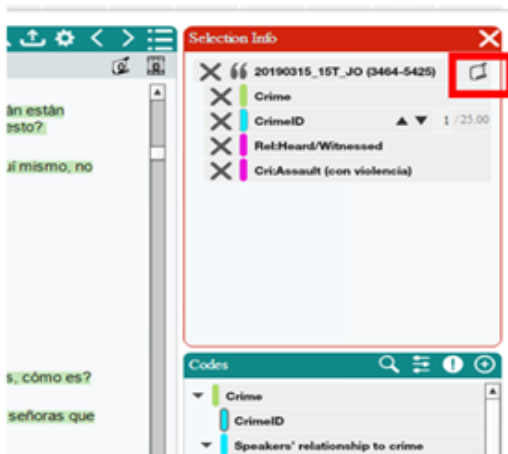 Selection Info
20190315_15T_JO (3464-5425)
Crime
CrimeID 1 /25.00
Rel:Heard/Witnessed
Cri:Assault (con violencia)
án están
esto?
uí mismo, no
s, cómo es?
señoras que
Codes
Crime
CrimeID
Speakers' relationship to crime